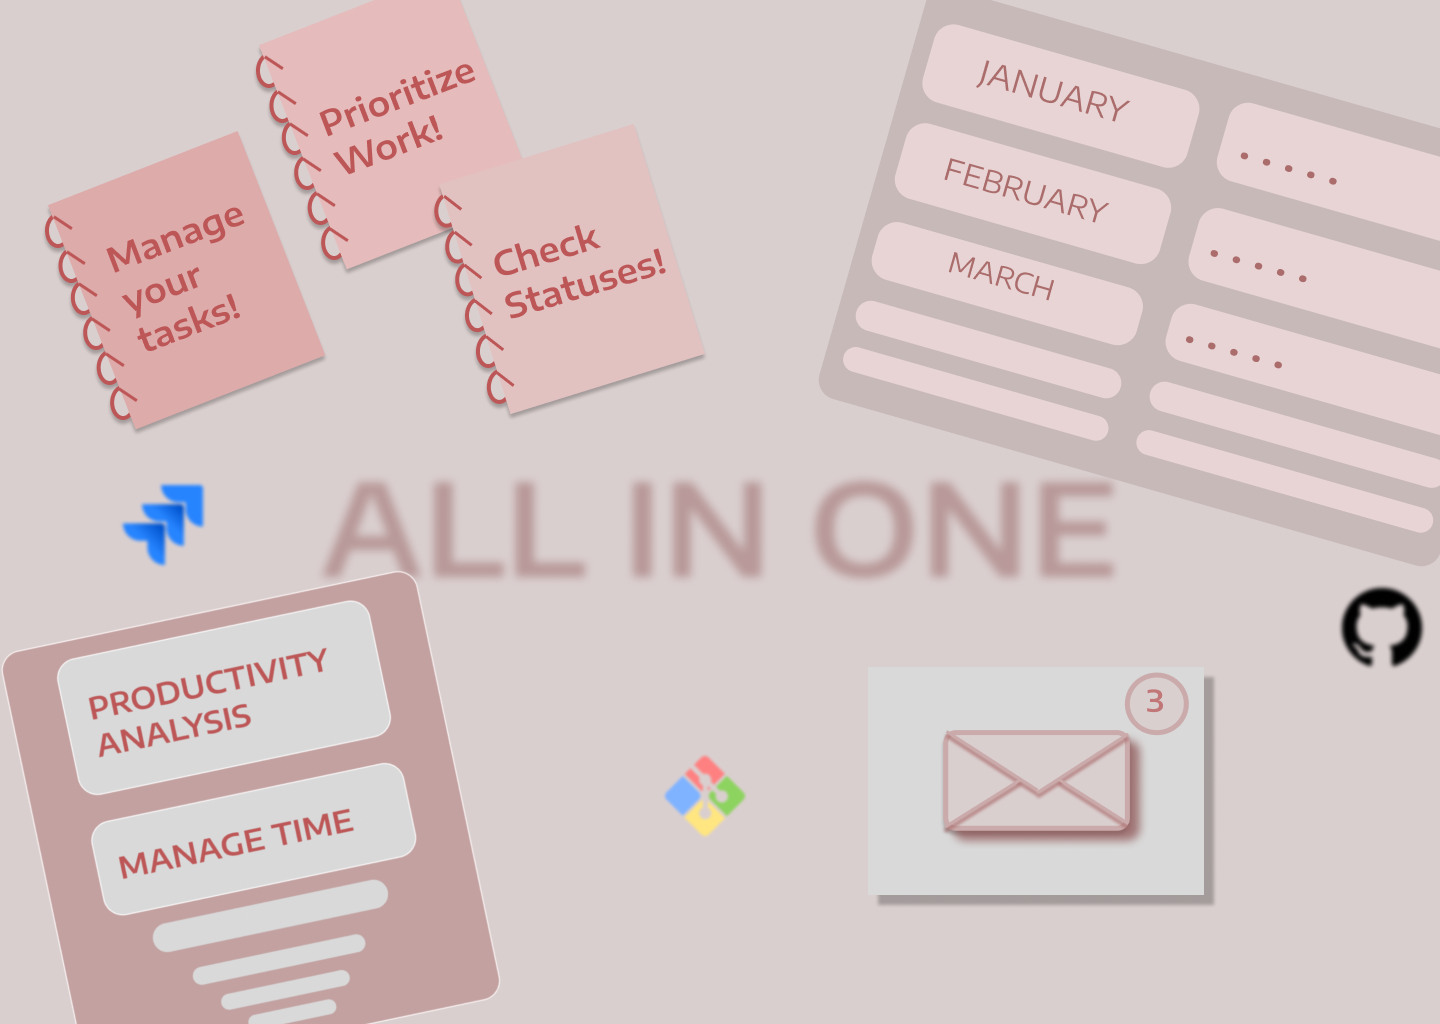 Prioritize
Work!
Manage
your
tasks!
Check
Statuses!
JANUARY
.....
FEBRUARY
.....
MARCH
.....
ALL IN ONE
PRODUCTIVITY
ANALYSIS
MANAGE TIME
3